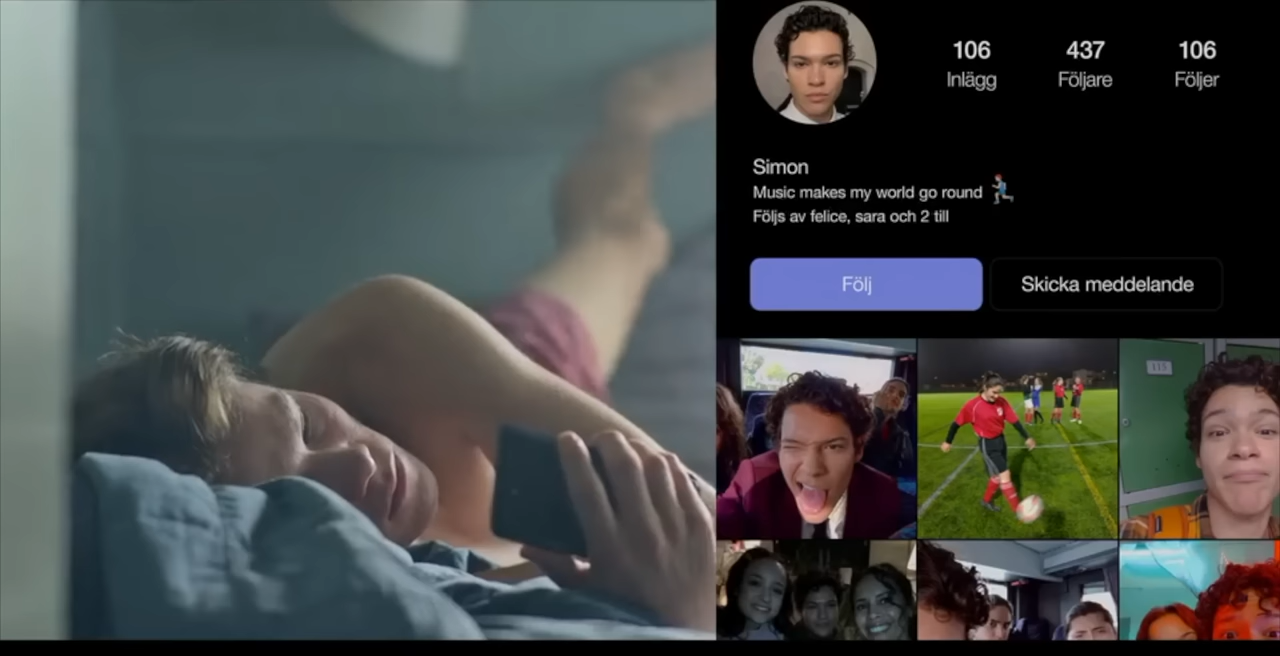 106 437 106
Inlägg Följare Följer
Simon
Music makes my world go round
Följs av felice, sara och 2 till
Följ Skicka meddelande
115